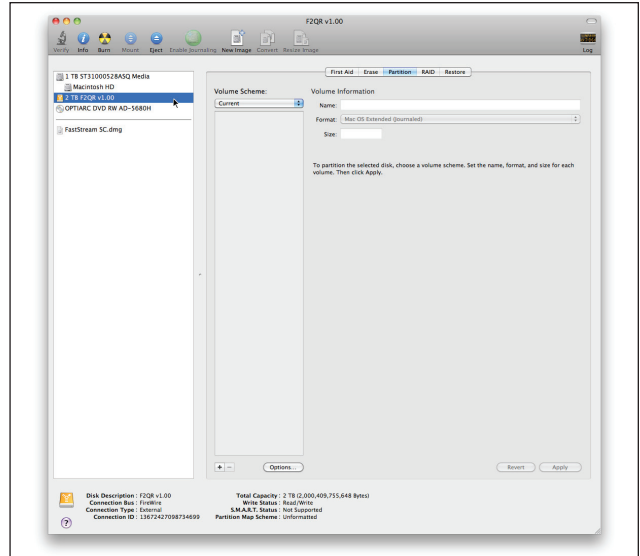 F2QR v1.00
Verify Info Burn Mount Eject Enable Journaling New Image Convert Resize Image Log
1 TB ST31000528ASQ Media
Macintosh HD
2 TB F2QR v1.00
OPTIARC DVD RW AD-5680H
FastStream SC.dmg
First Aid Erase Partition RAID Restore
Volume Scheme:
Current
Volume Information
Name:
Format: Mac OS Extended (Journaled)
Size:
To partition the selected disk, choose a volume scheme. Set the name, format, and size for each
volume. Then click Apply.
+ − Options... Revert Apply
Disk Description : F2QR v1.00
Connection Bus : FireWire
Connection Type : External
Connection ID : 13672427098734699
Total Capacity : 2 TB (2,000,409,755,648 Bytes)
Write Status : Read/Write
S.M.A.R.T. Status : Not Supported
Partition Map Scheme : Unformatted
?